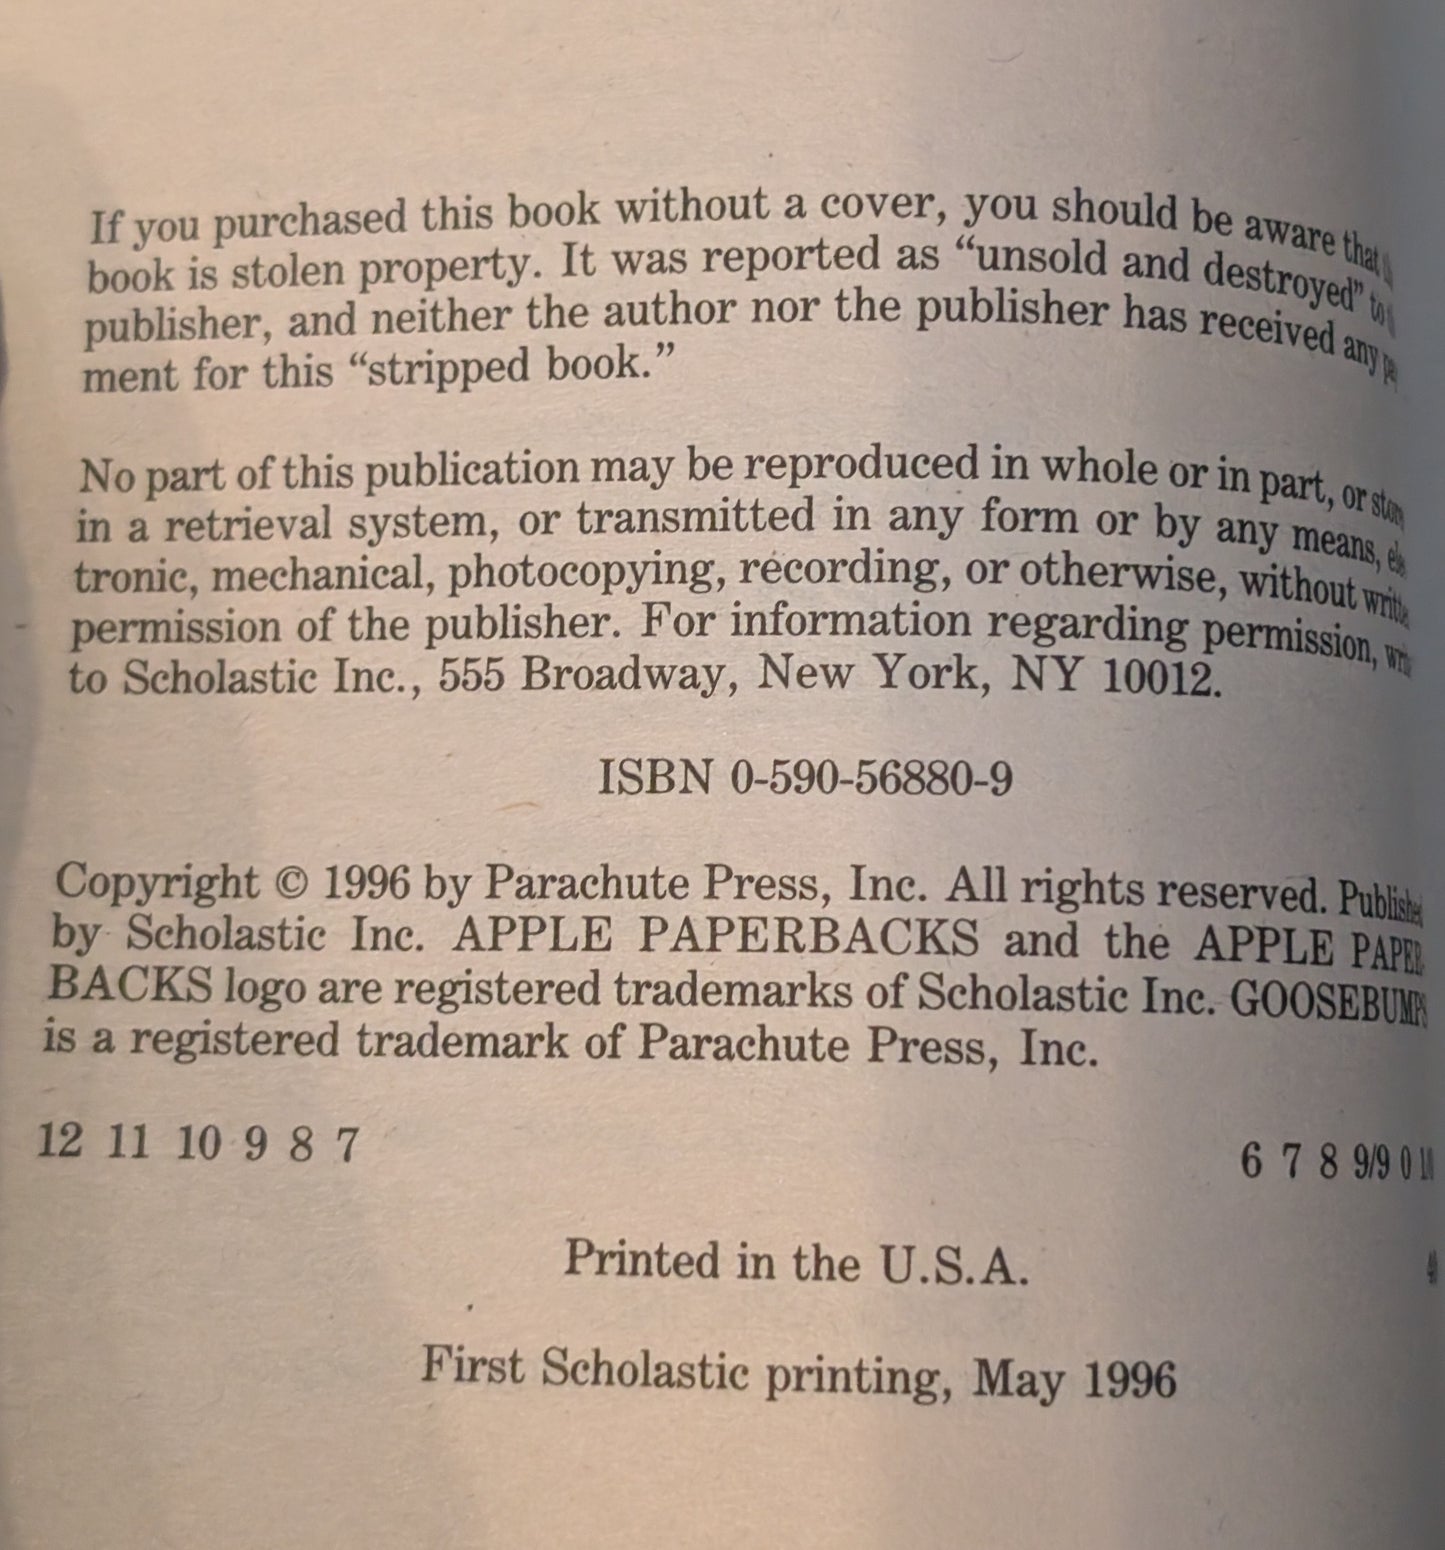 If you purchased this book without a cover, you should be aware that
book is stolen property. It was reported as “unsold and destroyed” to
publisher, and neither the author nor the publisher has received any
ment for this “stripped book.”
No part of this publication may be reproduced in whole or in part, or
in a retrieval system, or transmitted in any form or by any means,
tronic, mechanical, photocopying, recording, or otherwise, without
permission of the publisher. For information regarding permission,
to Scholastic Inc., 555 Broadway, New York, NY 10012.
ISBN 0-590-56880-9
Copyright © 1996 by Parachute Press, Inc. All rights reserved. Published
by Scholastic Inc. APPLE PAPERBACKS and the APPLE PAPER-
BACKS logo are registered trademarks of Scholastic Inc. GOOSEBUMPS
is a registered trademark of Parachute Press, Inc.
12 11 10 9 8 7 6 7 8 9/9 0
Printed in the U.S.A.
First Scholastic printing, May 1996